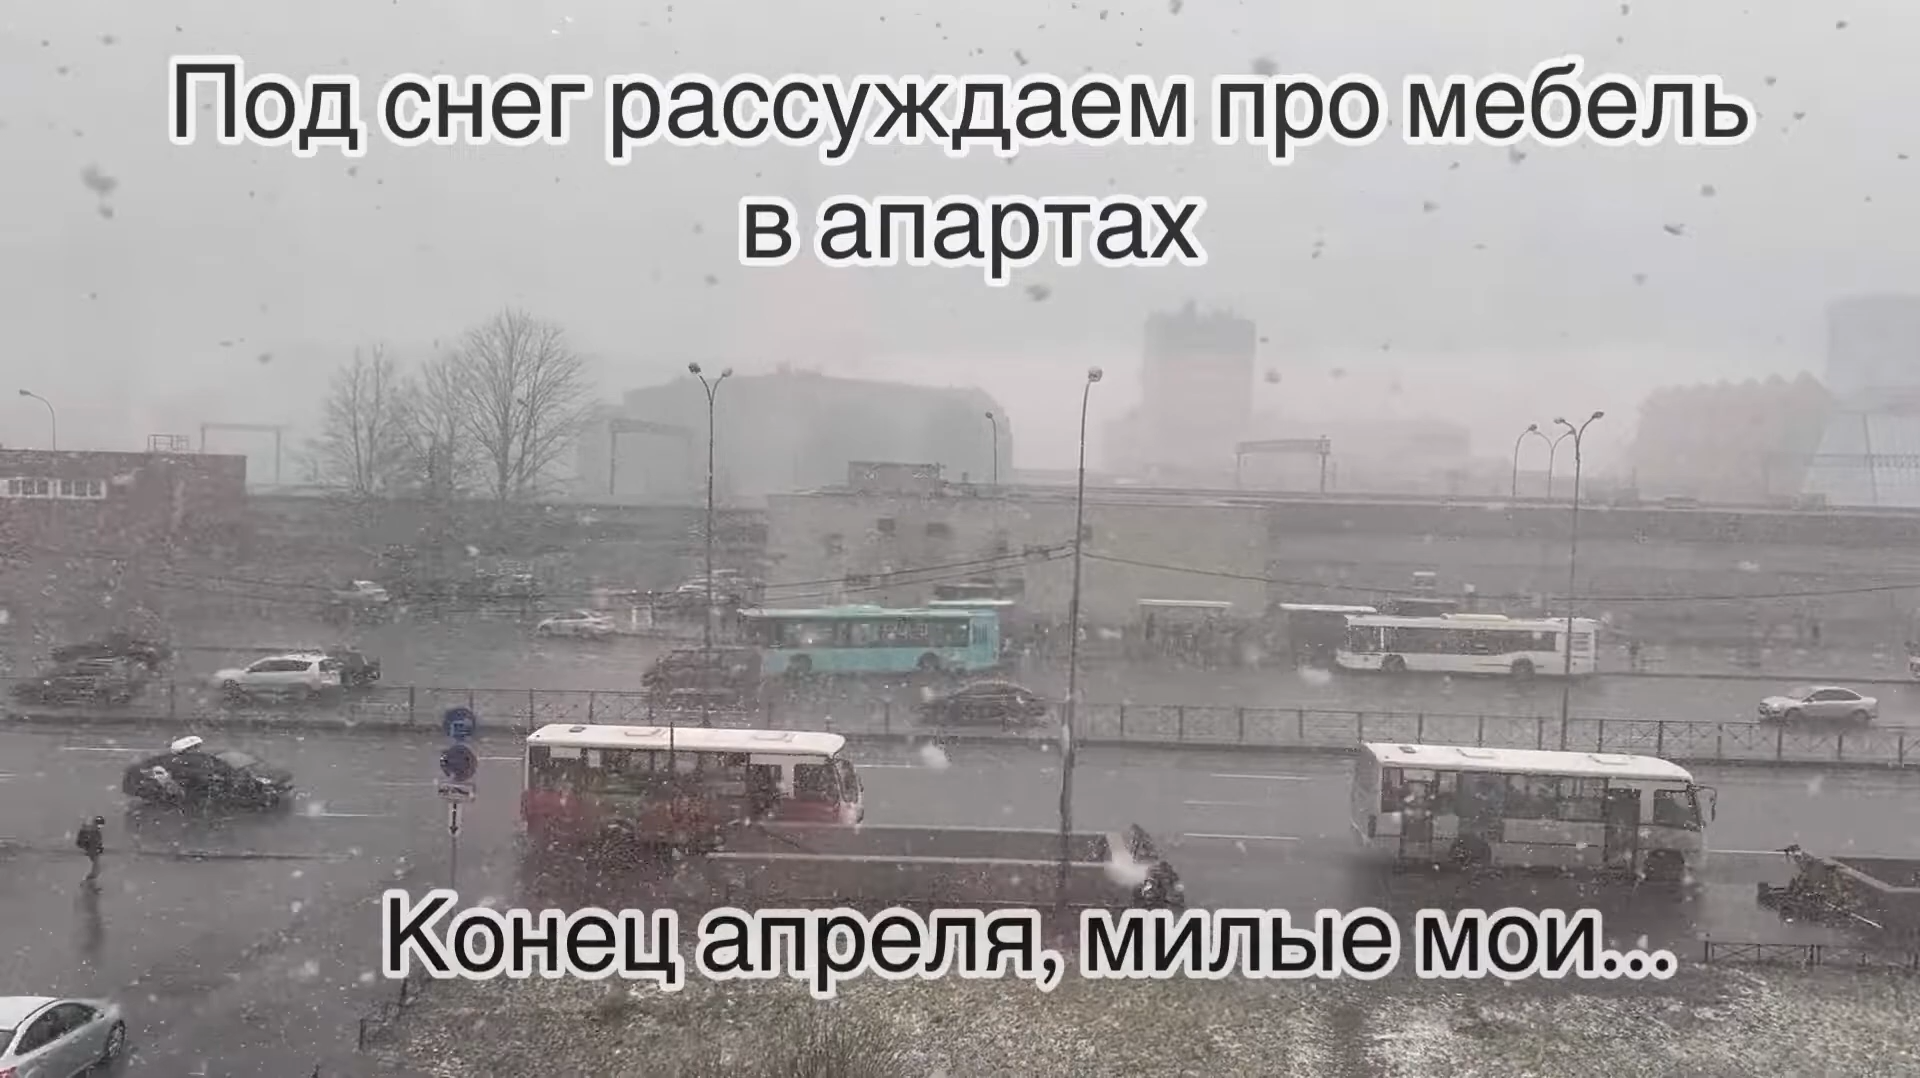 Под снег рассуждаем про мебель
в апартах
Конец апреля, милые мои...